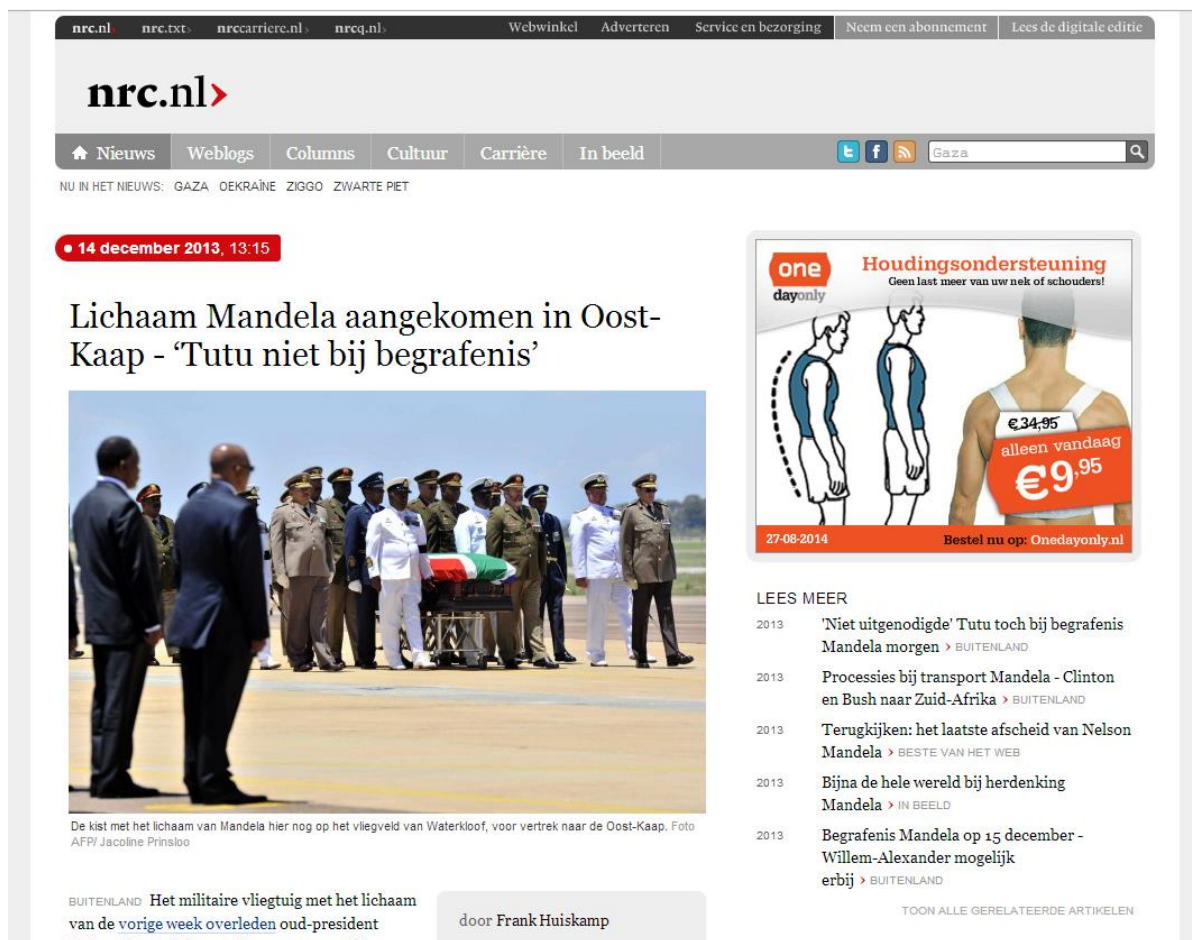 nrc.nl› nrc.txt› nrccarriere.nl› nrcq.nl› Webwinkel Adverteren Service en bezorging Neem een abonnement Lees de digitale editie
nrc.nl›
Nieuws Weblogs Columns Cultuur Carrière In beeld Gaza
NU IN HET NIEUWS: GAZA OEKRAÏNE ZIGGO ZWARTE PIET
14 december 2013, 13:15
Lichaam Mandela aangekomen in Oost-
Kaap - ‘Tutu niet bij begrafenis’
De kist met het lichaam van Mandela hier nog op het vliegveld van Waterkloof, voor vertrek naar de Oost-Kaap. Foto
AFP/ Jacoline Prinsloo
BUITENLAND Het militaire vliegtuig met het lichaam
van de vorige week overleden oud-president
door Frank Huiskamp
one
dayonly
Houdingsondersteuning
Geen last meer van uw nek of schouders!
€34,95
alleen vandaag
€9,95
27-08-2014 Bestel nu op: Onedayonly.nl
LEES MEER
2013 'Niet uitgenodigde' Tutu toch bij begrafenis
Mandela morgen › BUITENLAND
2013 Processies bij transport Mandela - Clinton
en Bush naar Zuid-Afrika › BUITENLAND
2013 Terugkijken: het laatste afscheid van Nelson
Mandela › BESTE VAN HET WEB
2013 Bijna de hele wereld bij herdenking
Mandela › IN BEELD
2013 Begrafenis Mandela op 15 december -
Willem-Alexander mogelijk
erbij › BUITENLAND
TOON ALLE GERELATEERDE ARTIKELEN